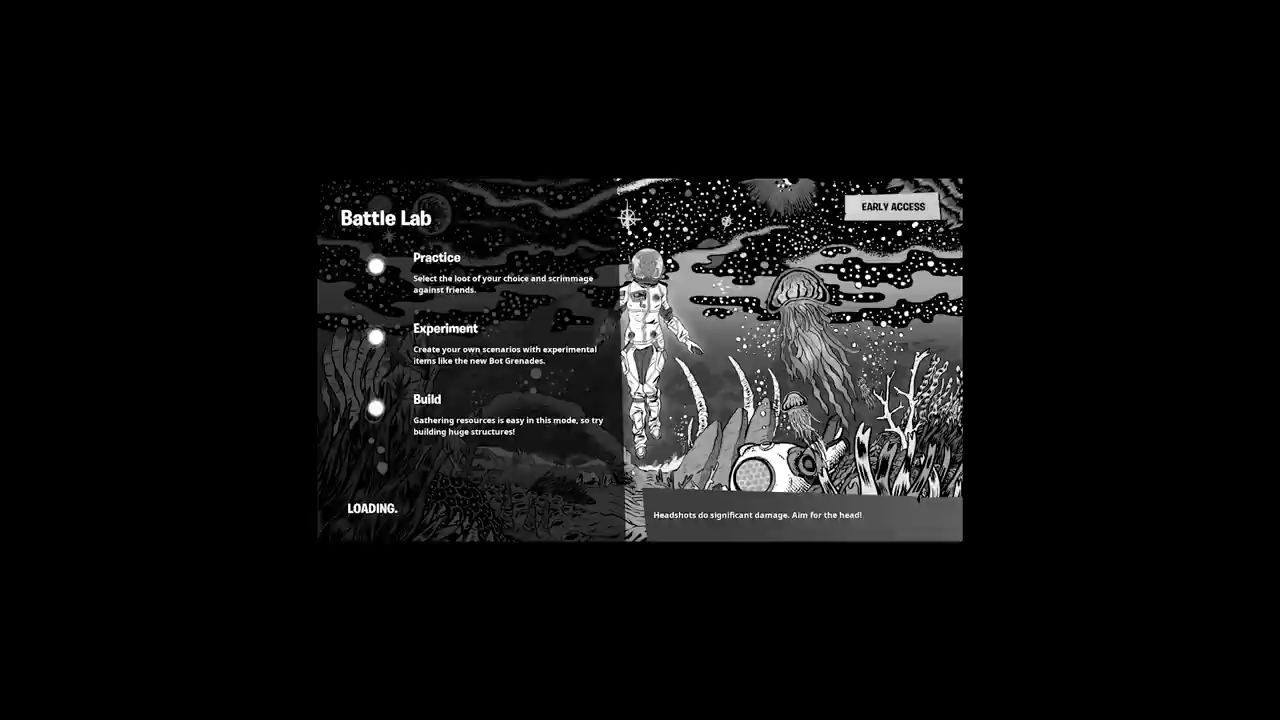 Battle Lab
EARLY ACCESS
Practice
Select the loot of your choice and scrimmage
against friends.
Experiment
Create your own scenarios with experimental
items like the new Bot Grenades.
Build
Gathering resources is easy in this mode, so try
building huge structures!
LOADING.
Headshots do significant damage. Aim for the head!